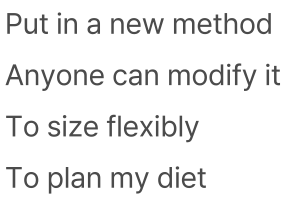 Put in a new method
Anyone can modify it
To size flexibly
To plan my diet